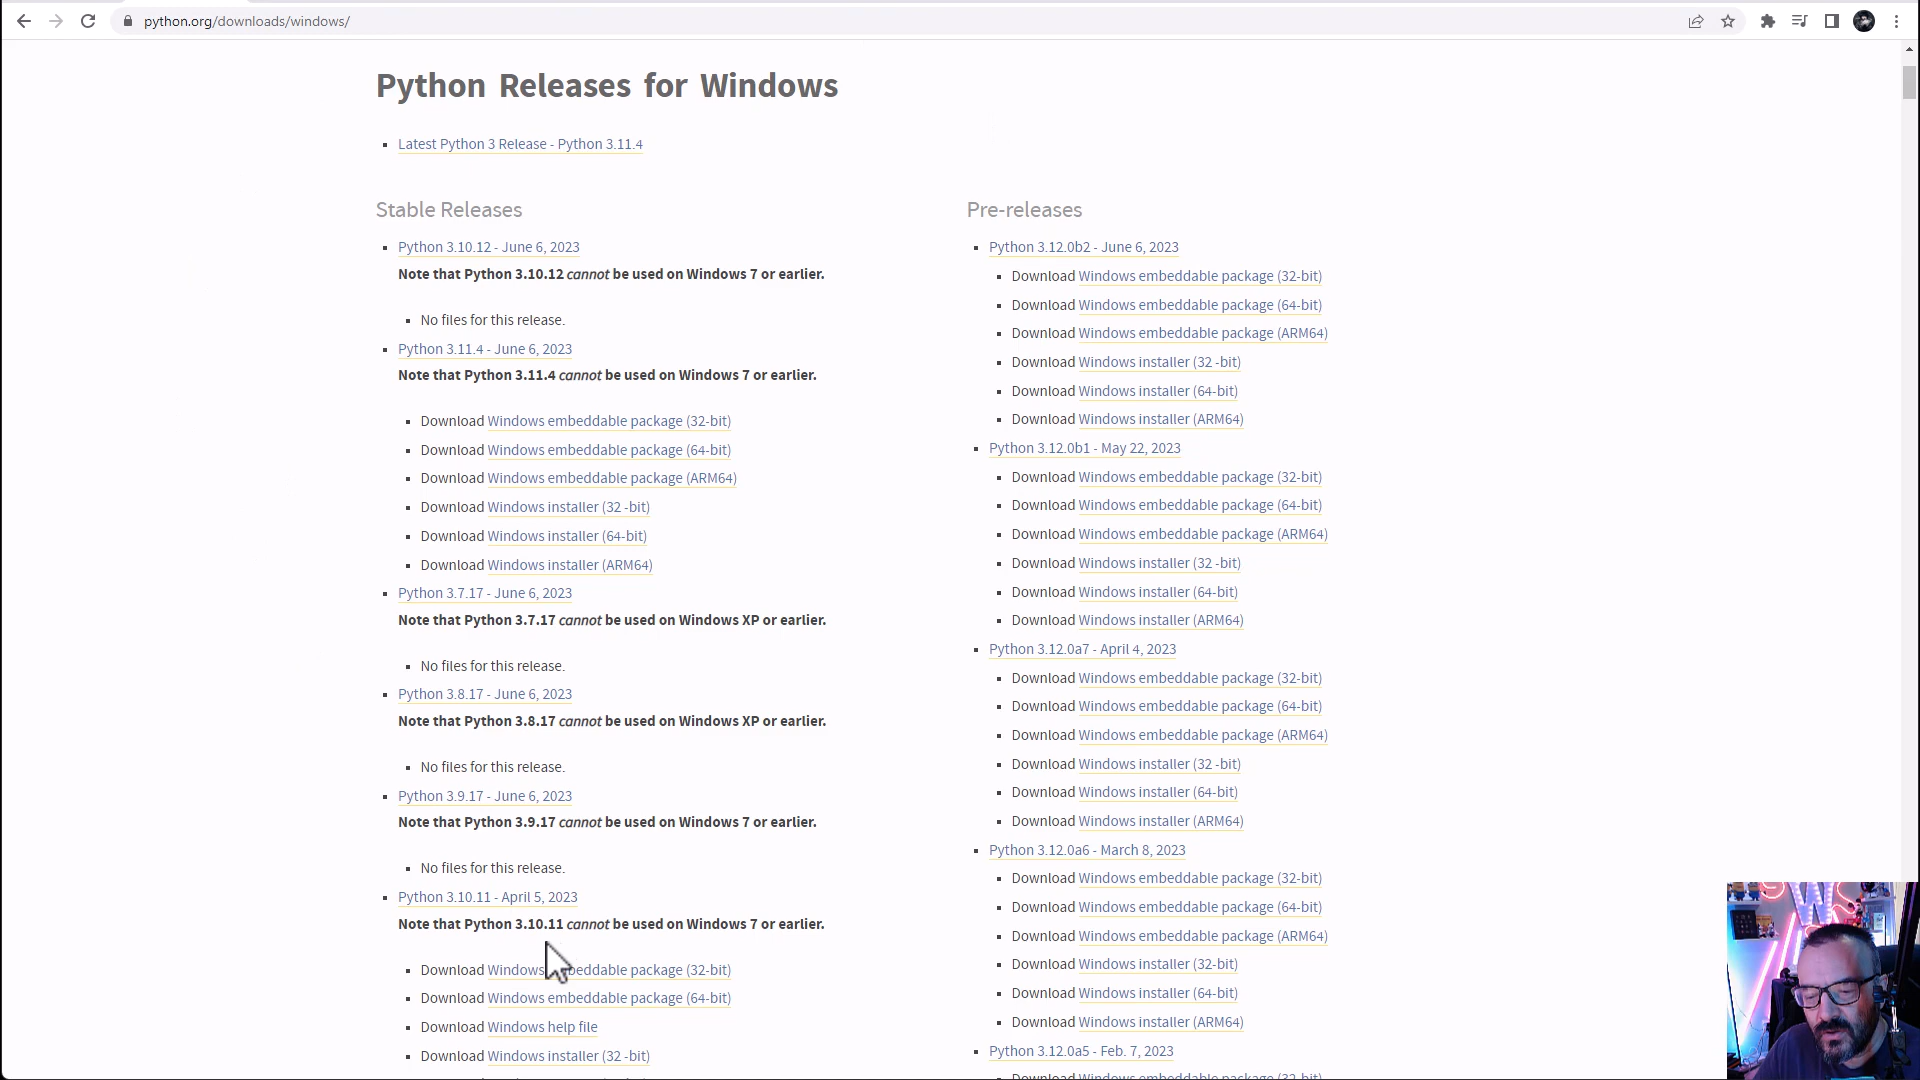 python.org/downloads/windows/
Python Releases for Windows
Latest Python 3 Release - Python 3.11.4
Stable Releases
Python 3.10.12 - June 6, 2023
Note that Python 3.10.12 cannot be used on Windows 7 or earlier.
No files for this release.
Python 3.11.4 - June 6, 2023
Note that Python 3.11.4 cannot be used on Windows 7 or earlier.
Download Windows embeddable package (32-bit)
Download Windows embeddable package (64-bit)
Download Windows embeddable package (ARM64)
Download Windows installer (32 -bit)
Download Windows installer (64-bit)
Download Windows installer (ARM64)
Python 3.7.17 - June 6, 2023
Note that Python 3.7.17 cannot be used on Windows XP or earlier.
No files for this release.
Python 3.8.17 - June 6, 2023
Note that Python 3.8.17 cannot be used on Windows XP or earlier.
No files for this release.
Python 3.9.17 - June 6, 2023
Note that Python 3.9.17 cannot be used on Windows 7 or earlier.
No files for this release.
Python 3.10.11 - April 5, 2023
Note that Python 3.10.11 cannot be used on Windows 7 or earlier.
Download Windows embeddable package (32-bit)
Download Windows embeddable package (64-bit)
Download Windows help file
Download Windows installer (32 -bit)
Pre-releases
Python 3.12.0b2 - June 6, 2023
Download Windows embeddable package (32-bit)
Download Windows embeddable package (64-bit)
Download Windows embeddable package (ARM64)
Download Windows installer (32 -bit)
Download Windows installer (64-bit)
Download Windows installer (ARM64)
Python 3.12.0b1 - May 22, 2023
Download Windows embeddable package (32-bit)
Download Windows embeddable package (64-bit)
Download Windows embeddable package (ARM64)
Download Windows installer (32 -bit)
Download Windows installer (64-bit)
Download Windows installer (ARM64)
Python 3.12.0a7 - April 4, 2023
Download Windows embeddable package (32-bit)
Download Windows embeddable package (64-bit)
Download Windows embeddable package (ARM64)
Download Windows installer (32 -bit)
Download Windows installer (64-bit)
Download Windows installer (ARM64)
Python 3.12.0a6 - March 8, 2023
Download Windows embeddable package (32-bit)
Download Windows embeddable package (64-bit)
Download Windows embeddable package (ARM64)
Download Windows installer (32-bit)
Download Windows installer (64-bit)
Download Windows installer (ARM64)
Python 3.12.0a5 - Feb. 7, 2023
Download Windows embeddable package (32-bit)